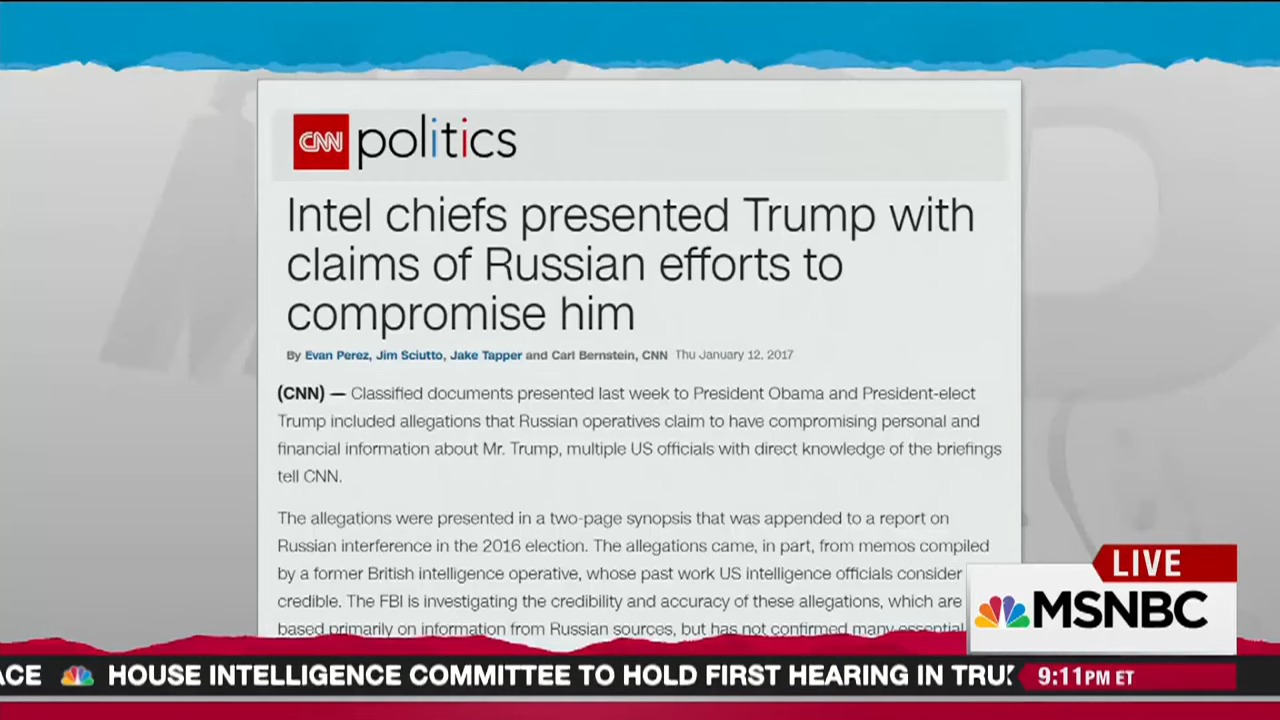 CNN politics
Intel chiefs presented Trump with
claims of Russian efforts to
compromise him
By Evan Perez, Jim Sciutto, Jake Tapper and Carl Bernstein, CNN Thu January 12, 2017
(CNN) — Classified documents presented last week to President Obama and President-elect
Trump included allegations that Russian operatives claim to have compromising personal and
financial information about Mr. Trump, multiple US officials with direct knowledge of the briefings
tell CNN.
The allegations were presented in a two-page synopsis that was appended to a report on
Russian interference in the 2016 election. The allegations came, in part, from memos compiled
by a former British intelligence operative, whose past work US intelligence officials consider
credible. The FBI is investigating the credibility and accuracy of these allegations, which are
based primarily on information from Russian sources, but has not confirmed many essential
LIVE
MSNBC
ACE HOUSE INTELLIGENCE COMMITTEE TO HOLD FIRST HEARING IN
9:11PM ET